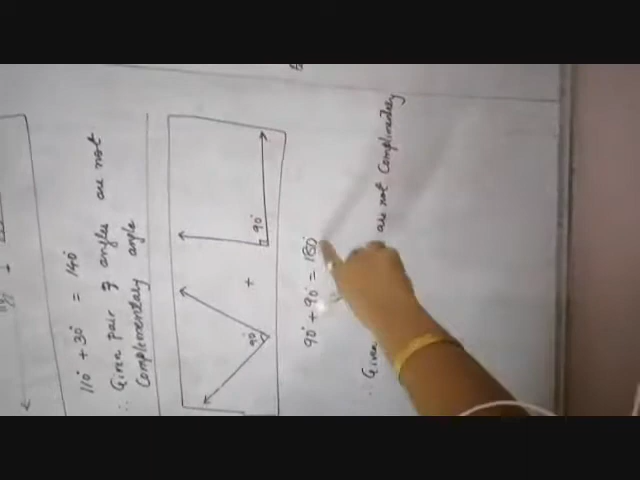 110° + 30° = 140°
∴ Given pair of angles are not
Complementary angle
90°
+
90°
90° + 90° = 180°
∴ Given are not Complimentary